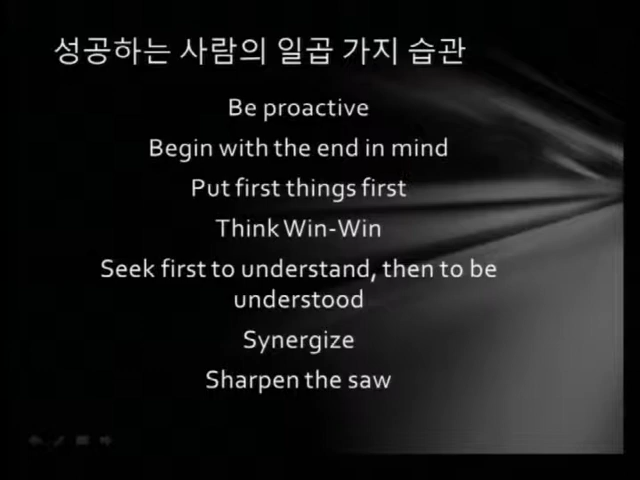 성공하는 사람의 일곱 가지 습관
Be proactive
Begin with the end in mind
Put first things first
Think Win-Win
Seek first to understand, then to be
understood
Synergize
Sharpen the saw